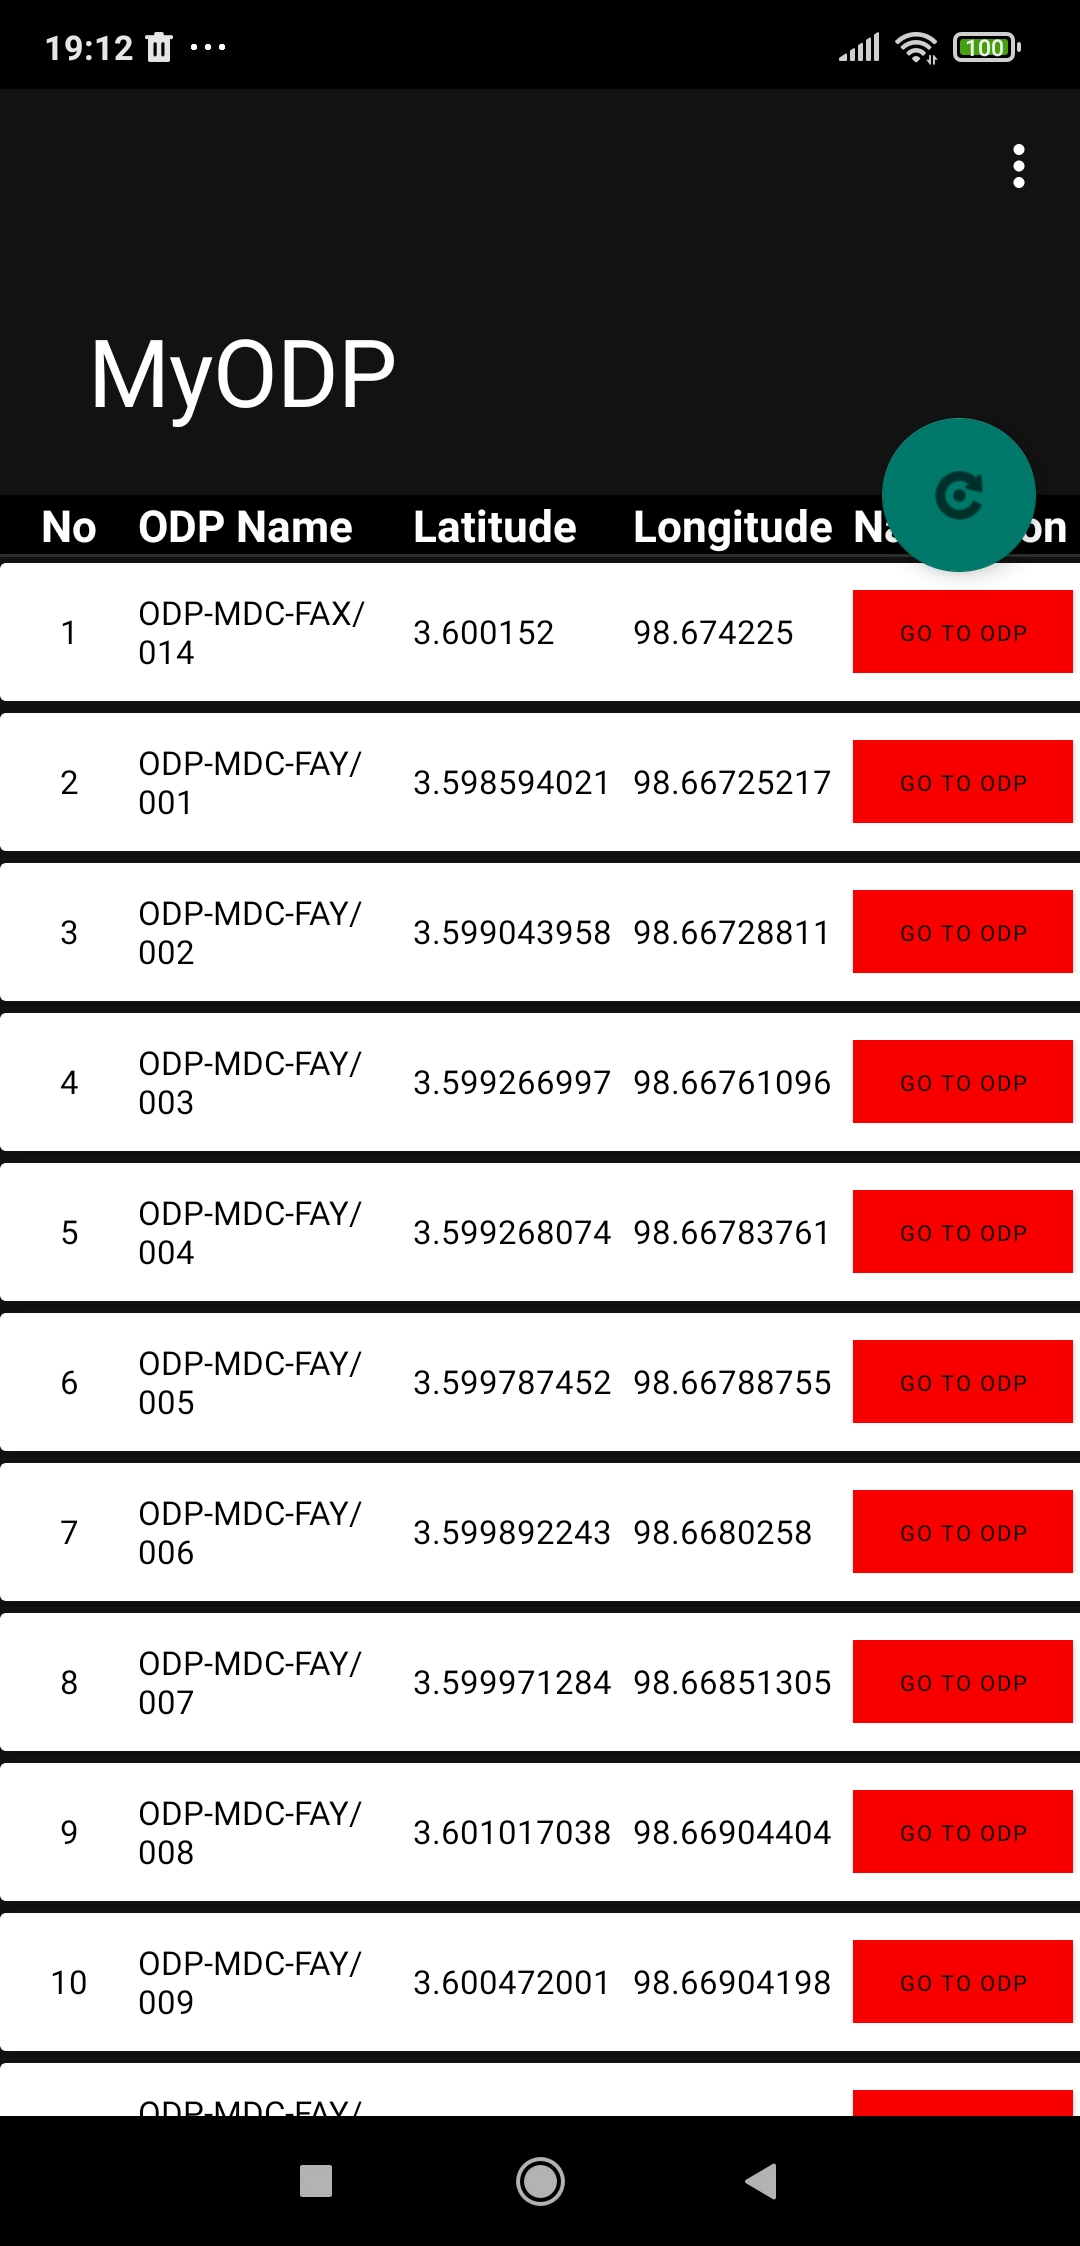 19:12
100
MyODP
No ODP Name Latitude Longitude
1 ODP-MDC-FAX/ 3.600152 98.674225 GO TO ODP
014
2 ODP-MDC-FAY/ 3.598594021 98.66725217 GO TO ODP
001
3 ODP-MDC-FAY/ 3.599043958 98.66728811 GO TO ODP
002
4 ODP-MDC-FAY/ 3.599266997 98.66761096 GO TO ODP
003
5 ODP-MDC-FAY/ 3.599268074 98.66783761 GO TO ODP
004
6 ODP-MDC-FAY/ 3.599787452 98.66788755 GO TO ODP
005
7 ODP-MDC-FAY/ 3.599892243 98.6680258 GO TO ODP
006
8 ODP-MDC-FAY/ 3.599971284 98.66851305 GO TO ODP
007
9 ODP-MDC-FAY/ 3.601017038 98.66904404 GO TO ODP
008
10 ODP-MDC-FAY/ 3.600472001 98.66904198 GO TO ODP
009
ODP-MDC-FAY/